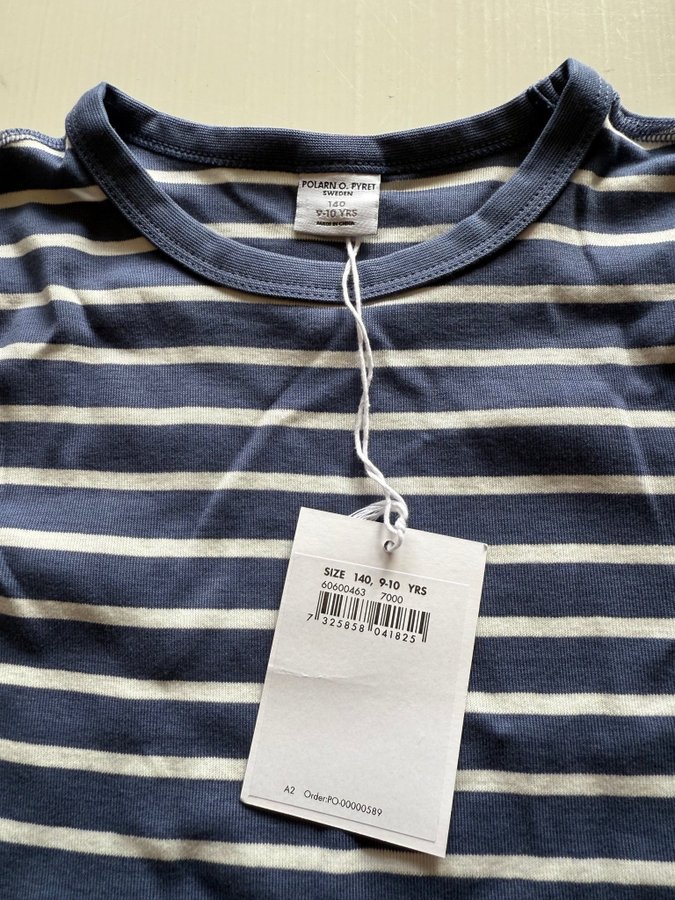 POLARN O. PYRET
SWEDEN
140
9-10 YRS
MADE IN CHINA
SIZE 140, 9-10 YRS
60600463 7000
7 325858 041825
A2 Order:PO-00000589